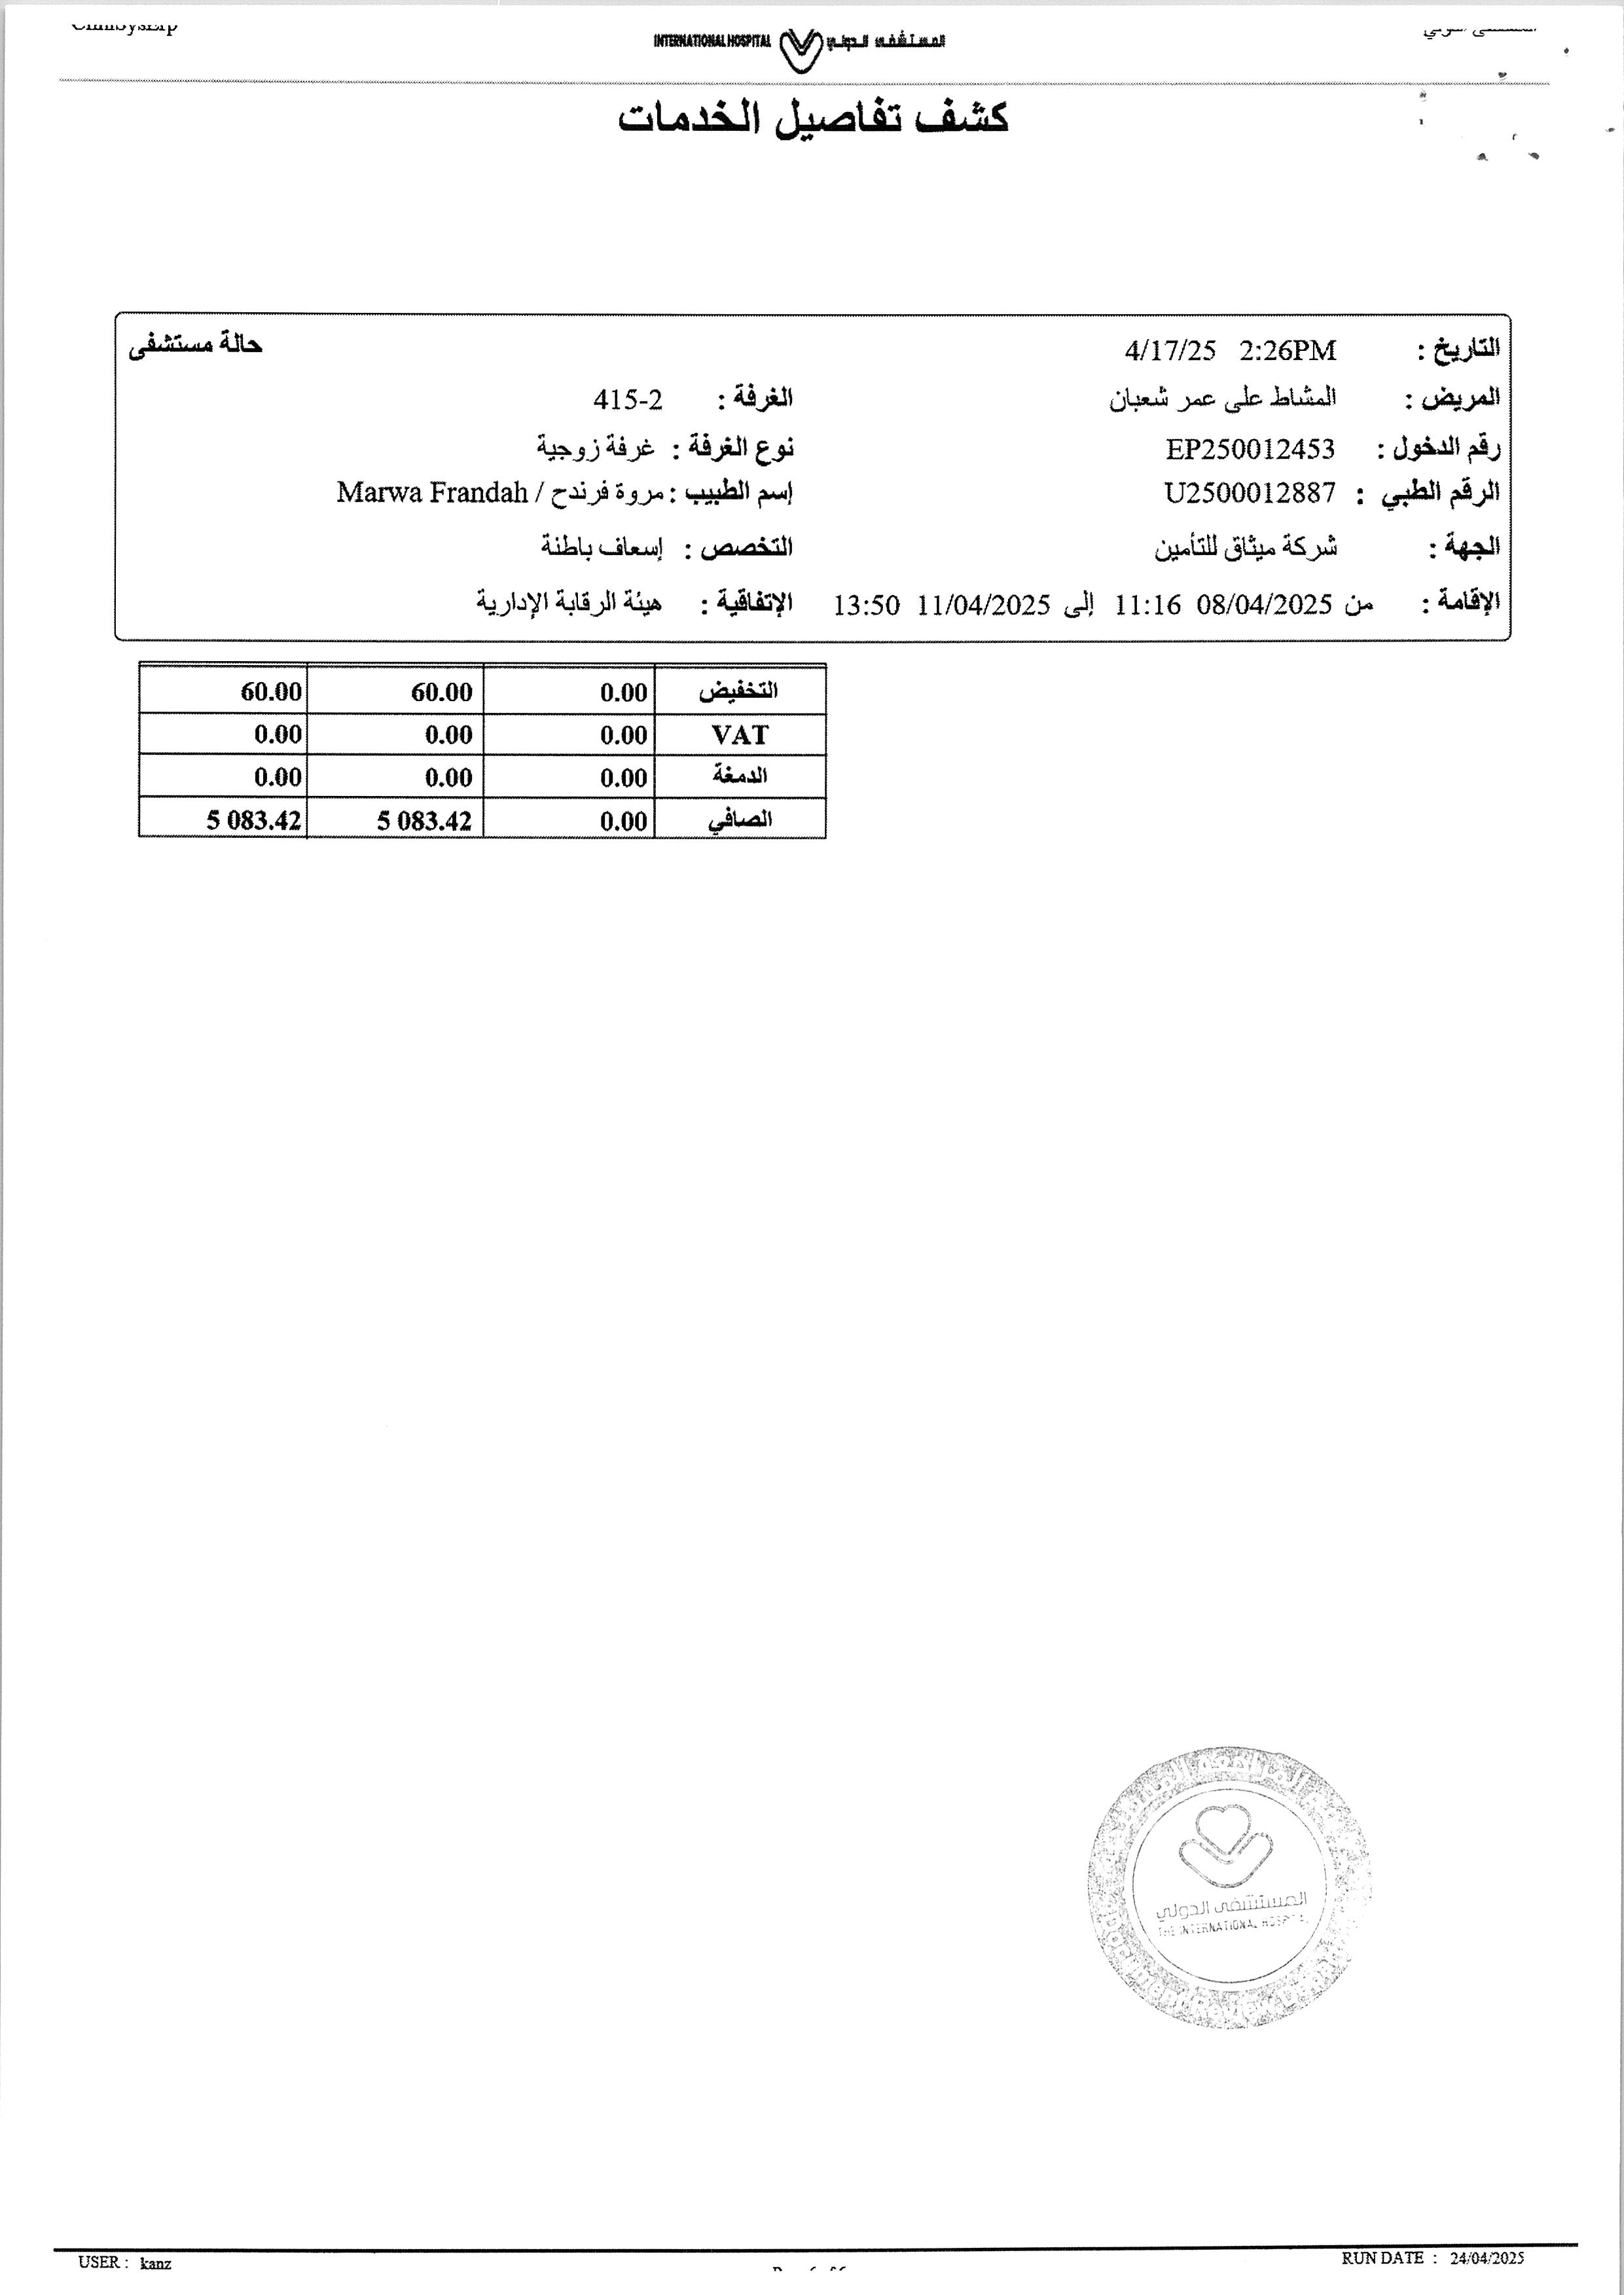 INTERNATIONAL HOSPITAL المستشفى الدولي
كشف تفاصيل الخدمات
حالة مستشفى
التاريخ : 4/17/25 2:26PM
المريض : المشاط على عمر شعبان الغرفة : 415-2
رقم الدخول : EP250012453 نوع الغرفة : غرفة زوجية
الرقم الطبي : U2500012887 إسم الطبيب : مروة فرندح / Marwa Frandah
الجهة : شركة ميثاق للتأمين التخصص : إسعاف باطنة
الإقامة : من 08/04/2025 11:16 إلى 11/04/2025 13:50 الإتفاقية : هيئة الرقابة الإدارية
التخفيض 0.00 60.00 60.00
VAT 0.00 0.00 0.00
الدمغة 0.00 0.00 0.00
الصافي 0.00 5 083.42 5 083.42
المستشفى الدولي
THE INTERNATIONAL HOSPITAL
Document Review
USER : kanz
RUN DATE : 24/04/2025